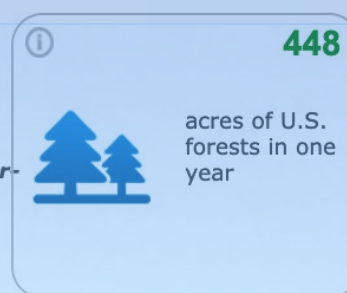 448
acres of U.S.
forests in one
year
r-